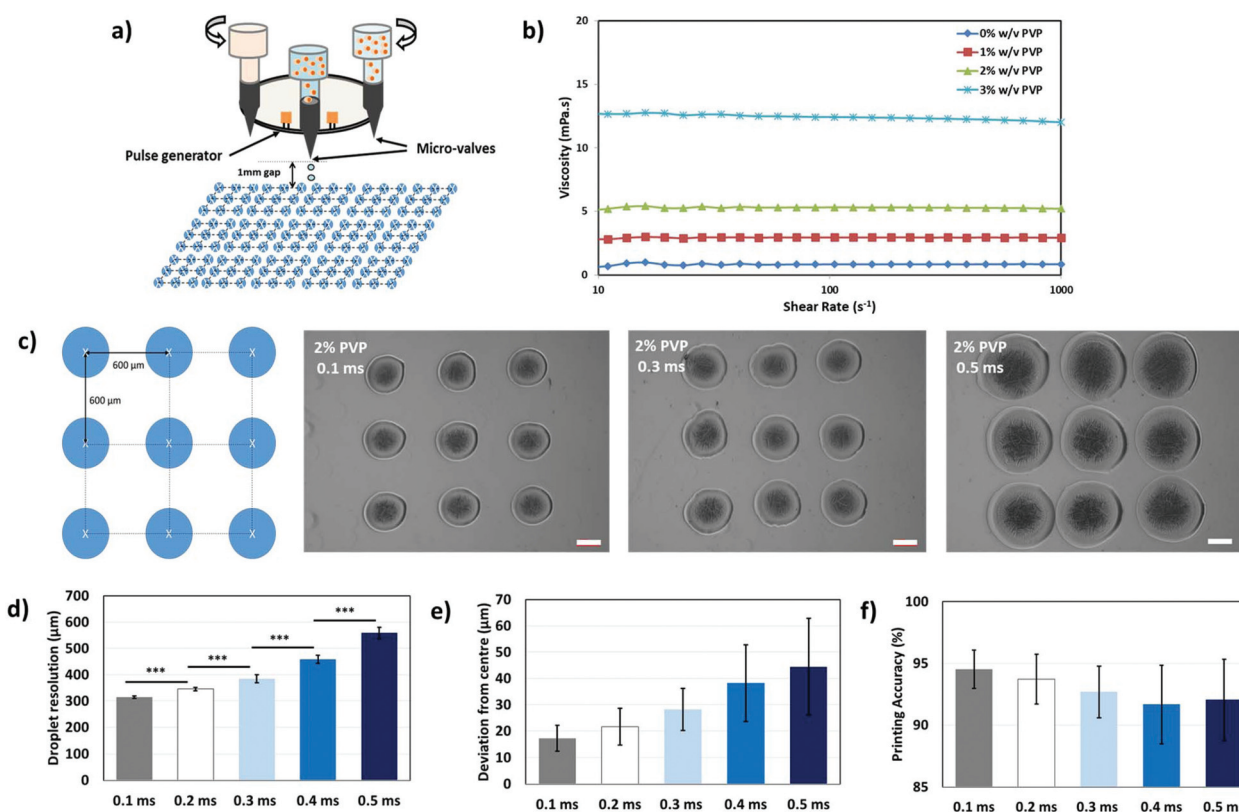 a)
Pulse generator
Micro-valves
1mm gap
b)
Viscosity (mPa.s)
20
15
10
5
0
10
100
1000
Shear Rate (s⁻¹)
0% w/v PVP
1% w/v PVP
2% w/v PVP
3% w/v PVP
c)
X X X
600 µm
600 µm
X X X
X X X
2% PVP
0.1 ms
2% PVP
0.3 ms
2% PVP
0.5 ms
d)
Droplet resolution (µm)
700
600
500
400
300
200
100
0
***
***
***
***
0.1 ms 0.2 ms 0.3 ms 0.4 ms 0.5 ms
e)
Deviation from centre (µm)
70
60
50
40
30
20
10
0
0.1 ms 0.2 ms 0.3 ms 0.4 ms 0.5 ms
f)
Printing Accuracy (%)
100
95
90
85
0.1 ms 0.2 ms 0.3 ms 0.4 ms 0.5 ms